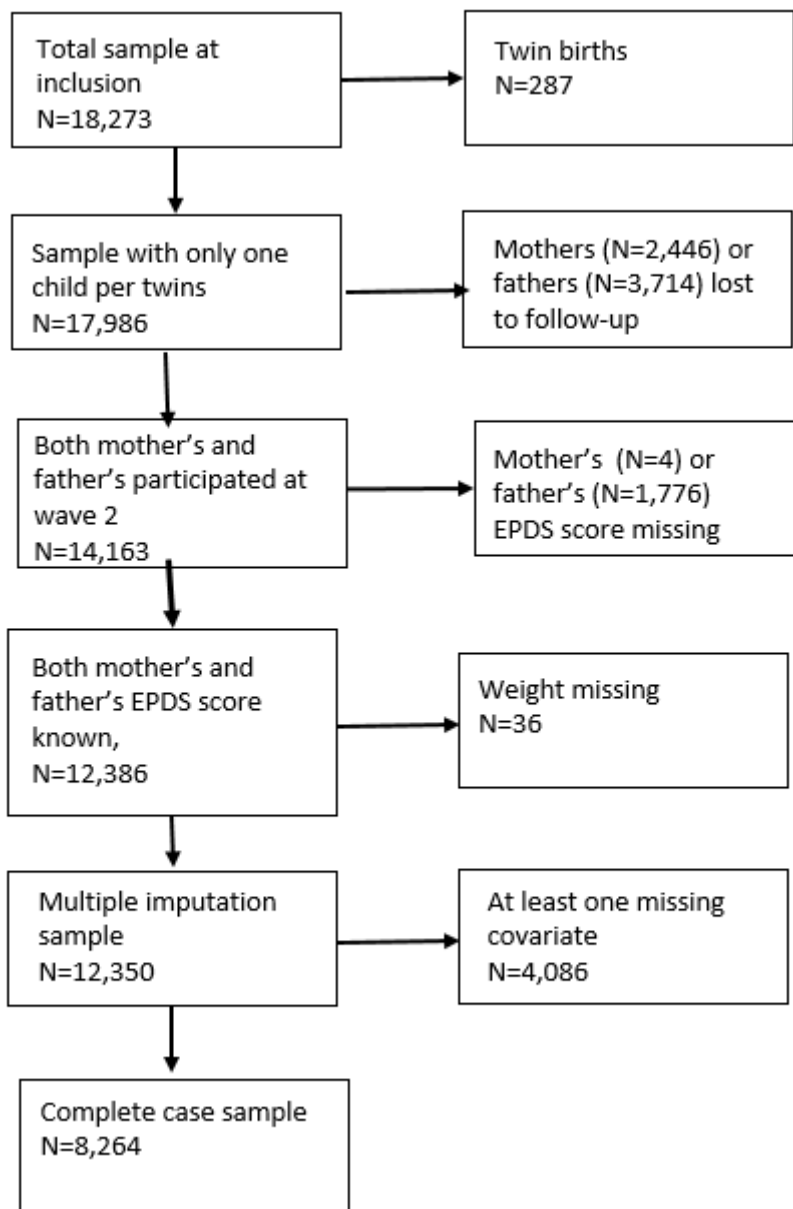 Total sample at
inclusion
N=18,273
Twin births
N=287
Sample with only one
child per twins
N=17,986
Mothers (N=2,446) or
fathers (N=3,714) lost
to follow-up
Both mother’s and
father’s participated at
wave 2
N=14,163
Mother’s (N=4) or
father’s (N=1,776)
EPDS score missing
Both mother’s and
father’s EPDS score
known,
N=12,386
Weight missing
N=36
Multiple imputation
sample
N=12,350
At least one missing
covariate
N=4,086
Complete case sample
N=8,264